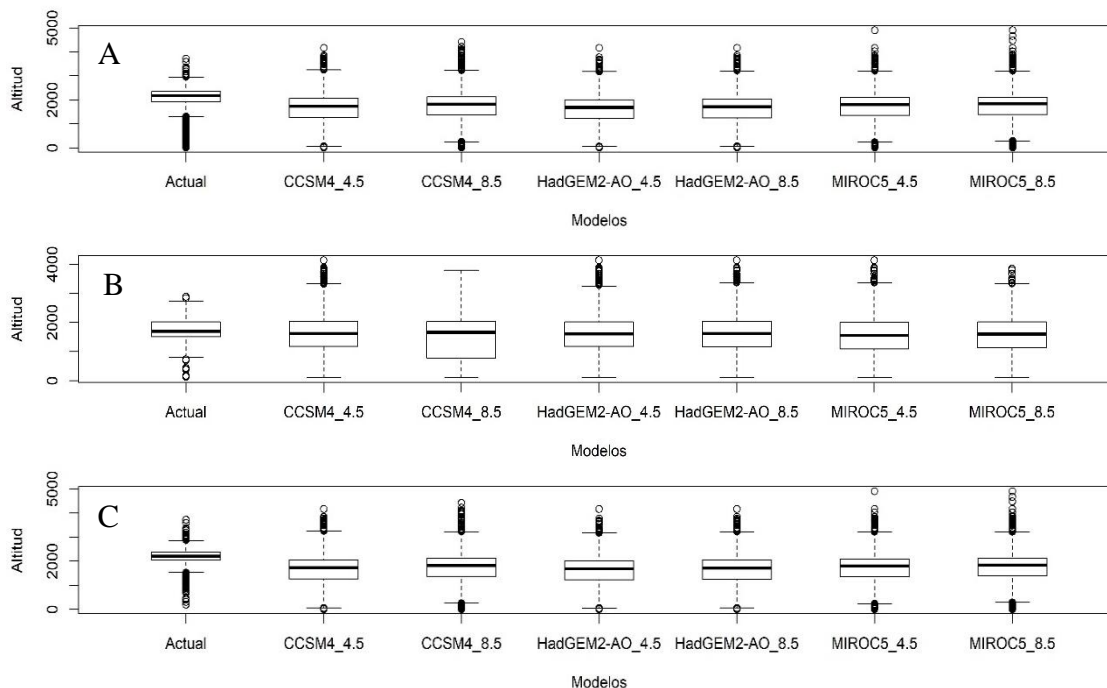 A
Altitud
5000
2000
0
Actual CCSM4_4.5 CCSM4_8.5 HadGEM2-AO_4.5 HadGEM2-AO_8.5 MIROC5_4.5 MIROC5_8.5
Modelos
B
Altitud
4000
2000
0
Actual CCSM4_4.5 CCSM4_8.5 HadGEM2-AO_4.5 HadGEM2-AO_8.5 MIROC5_4.5 MIROC5_8.5
Modelos
C
Altitud
5000
2000
0
Actual CCSM4_4.5 CCSM4_8.5 HadGEM2-AO_4.5 HadGEM2-AO_8.5 MIROC5_4.5 MIROC5_8.5
Modelos